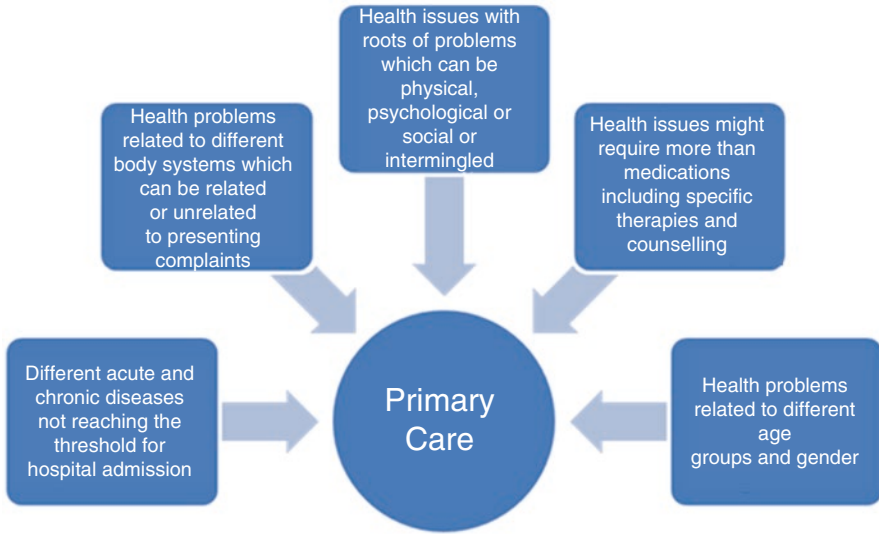 Different acute and
chronic diseases
not reaching the
threshold for
hospital admission
Health problems
related to different
body systems which
can be related
or unrelated
to presenting
complaints
Health issues with
roots of problems
which can be
physical,
psychological or
social or
intermingled
Health issues might
require more than
medications
including specific
therapies and
counselling
Health problems
related to different
age
groups and gender
Primary
Care